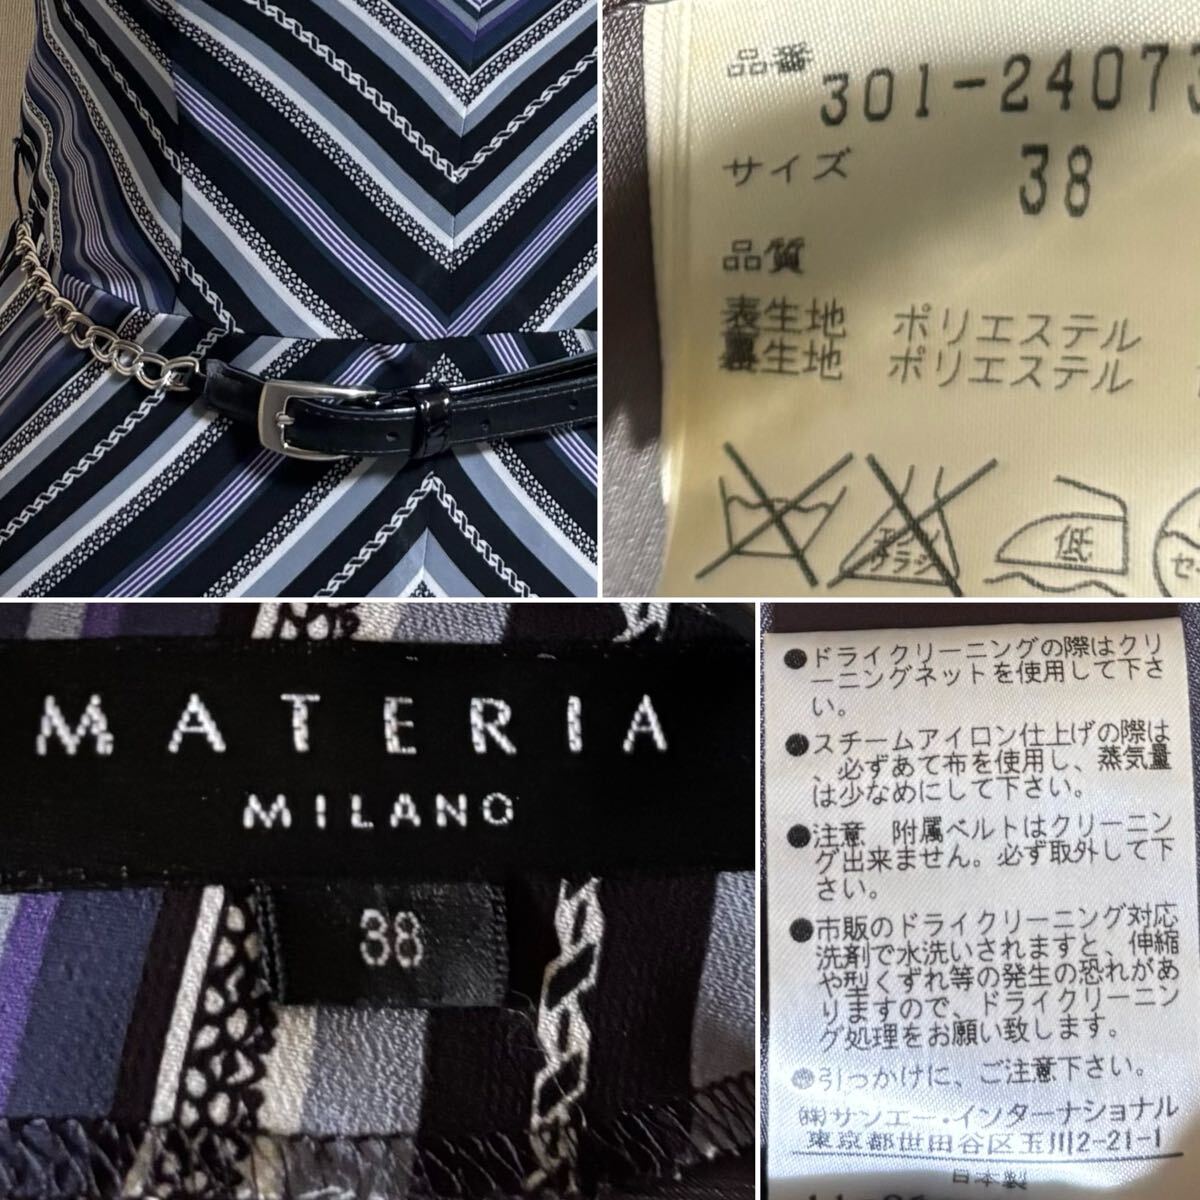 品番 301-24073
サイズ 38
品質
表生地 ポリエステル
裏生地 ポリエステル
エンソ
サラシ
低
セ
MATERIA
MILANO
38
●ドライクリーニングの際はクリ
ーニングネットを使用して下さ
い。
●スチームアイロン仕上げの際は
、必ずあて布を使用し、蒸気量
は少なめにして下さい。
●注意 附属ベルトはクリーニン
グ出来ません。必ず取外して下
さい。
●市販のドライクリーニング対応
洗剤で水洗いされますと、伸縮
や型くずれ等の発生の恐れがあ
りますので、ドライクリーニン
グ処理をお願い致します。
●引っかけに、ご注意下さい。
㈱サンエー・インターナショナル
東京都世田谷区玉川2-21-1
日本製